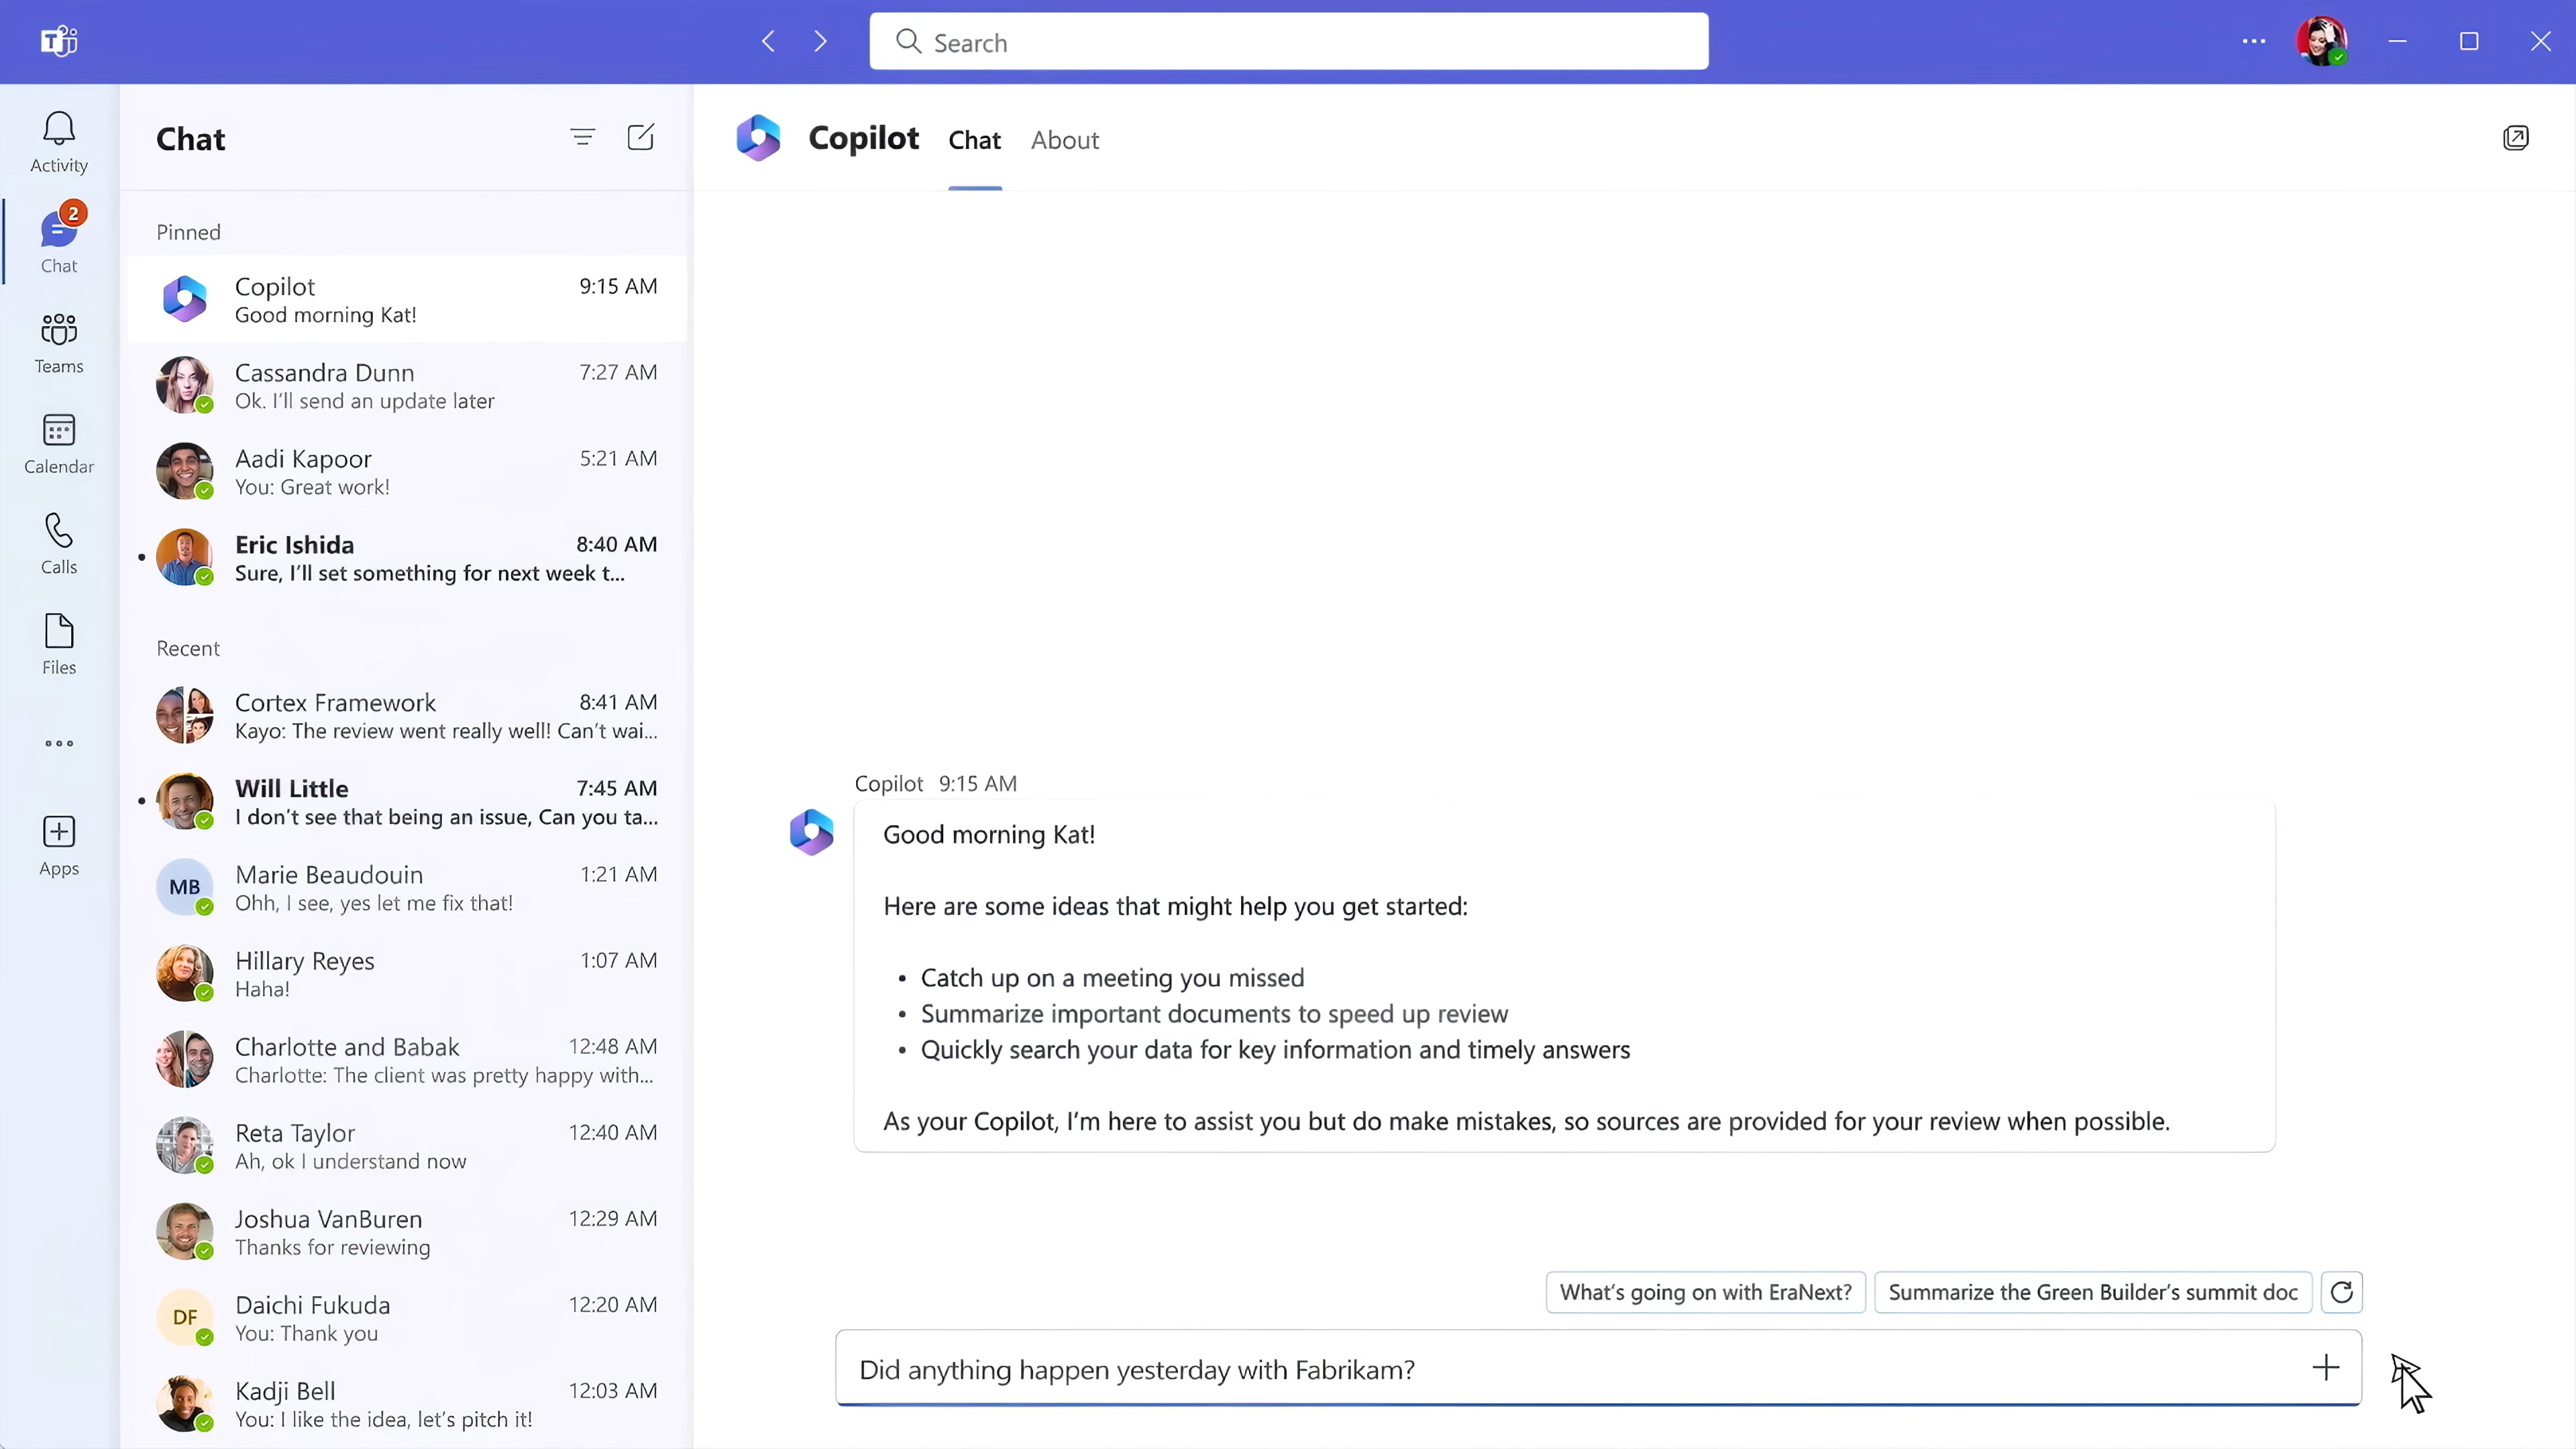 Search
Activity
2
Chat
Teams
Calendar
Calls
Files
Apps
Chat
Pinned
Copilot 9:15 AM
Good morning Kat!
Cassandra Dunn 7:27 AM
Ok. I'll send an update later
Aadi Kapoor 5:21 AM
You: Great work!
Eric Ishida 8:40 AM
Sure, I'll set something for next week t...
Recent
Cortex Framework 8:41 AM
Kayo: The review went really well! Can't wai...
Will Little 7:45 AM
I don't see that being an issue, Can you ta...
MB
Marie Beaudouin 1:21 AM
Ohh, I see, yes let me fix that!
Hillary Reyes 1:07 AM
Haha!
Charlotte and Babak 12:48 AM
Charlotte: The client was pretty happy with...
Reta Taylor 12:40 AM
Ah, ok I understand now
Joshua VanBuren 12:29 AM
Thanks for reviewing
DF
Daichi Fukuda 12:20 AM
You: Thank you
Kadji Bell 12:03 AM
You: I like the idea, let's pitch it!
Copilot Chat About
Copilot 9:15 AM
Good morning Kat!
Here are some ideas that might help you get started:
• Catch up on a meeting you missed
• Summarize important documents to speed up review
• Quickly search your data for key information and timely answers
As your Copilot, I'm here to assist you but do make mistakes, so sources are provided for your review when possible.
What's going on with EraNext? Summarize the Green Builder's summit doc
Did anything happen yesterday with Fabrikam?